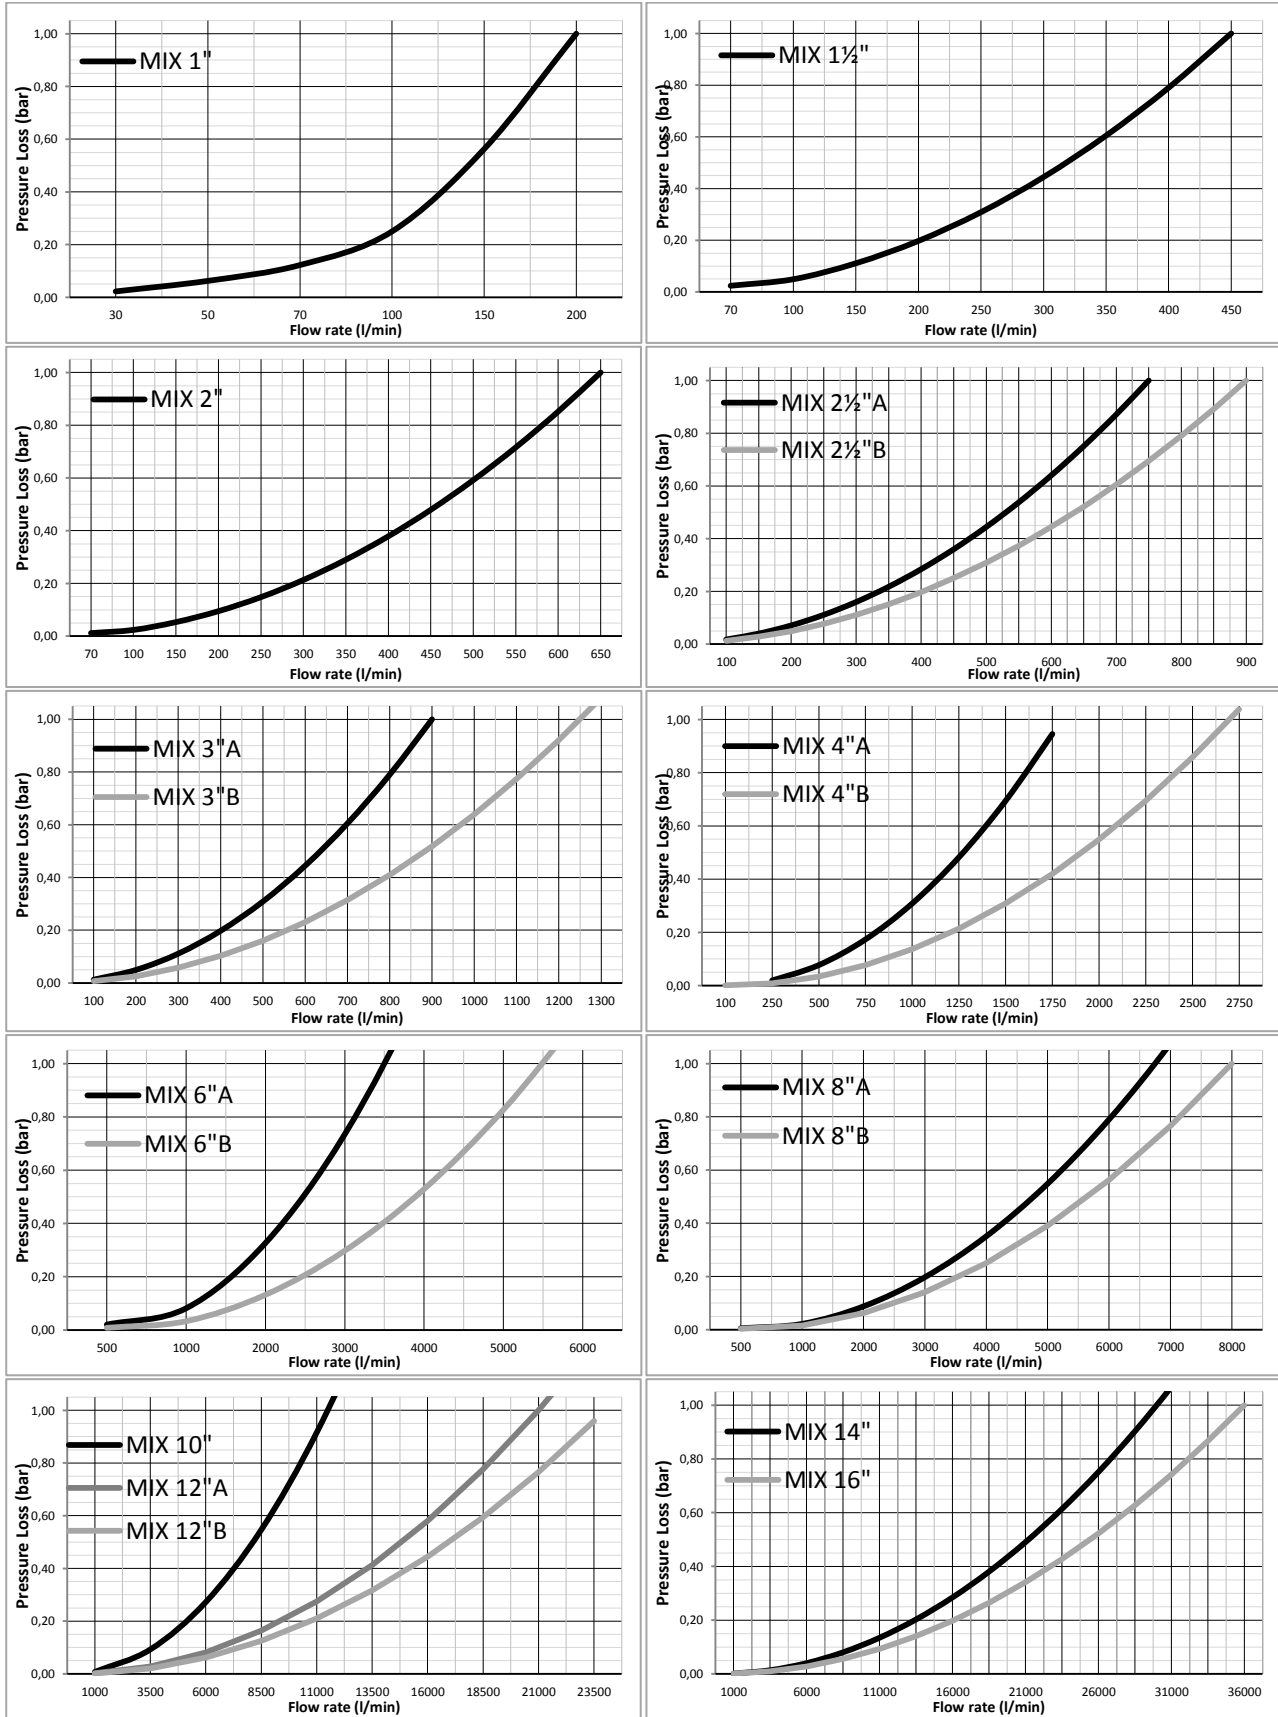 MIX 1"
Pressure Loss (bar)
1,00
0,80
0,60
0,40
0,20
0,00
30 50 70 100 150 200
Flow rate (l/min)
MIX 1½"
Pressure Loss (bar)
1,00
0,80
0,60
0,40
0,20
0,00
70 100 150 200 250 300 350 400 450
Flow rate (l/min)
MIX 2"
Pressure Loss (bar)
1,00
0,80
0,60
0,40
0,20
0,00
70 100 150 200 250 300 350 400 450 500 550 600 650
Flow rate (l/min)
MIX 2½"A
MIX 2½"B
Pressure Loss (bar)
1,00
0,80
0,60
0,40
0,20
0,00
100 200 300 400 500 600 700 800 900
Flow rate (l/min)
MIX 3"A
MIX 3"B
Pressure Loss (bar)
1,00
0,80
0,60
0,40
0,20
0,00
100 200 300 400 500 600 700 800 900 1000 1100 1200 1300
Flow rate (l/min)
MIX 4"A
MIX 4"B
Pressure Loss (bar)
1,00
0,80
0,60
0,40
0,20
0,00
100 250 500 750 1000 1250 1500 1750 2000 2250 2500 2750
Flow rate (l/min)
MIX 6"A
MIX 6"B
Pressure Loss (bar)
1,00
0,80
0,60
0,40
0,20
0,00
500 1000 2000 3000 4000 5000 6000
Flow rate (l/min)
MIX 8"A
MIX 8"B
Pressure Loss (bar)
1,00
0,80
0,60
0,40
0,20
0,00
500 1000 2000 3000 4000 5000 6000 7000 8000
Flow rate (l/min)
MIX 10"
MIX 12"A
MIX 12"B
Pressure Loss (bar)
1,00
0,80
0,60
0,40
0,20
0,00
1000 3500 6000 8500 11000 13500 16000 18500 21000 23500
Flow rate (l/min)
MIX 14"
MIX 16"
Pressure Loss (bar)
1,00
0,80
0,60
0,40
0,20
0,00
1000 6000 11000 16000 21000 26000 31000 36000
Flow rate (l/min)